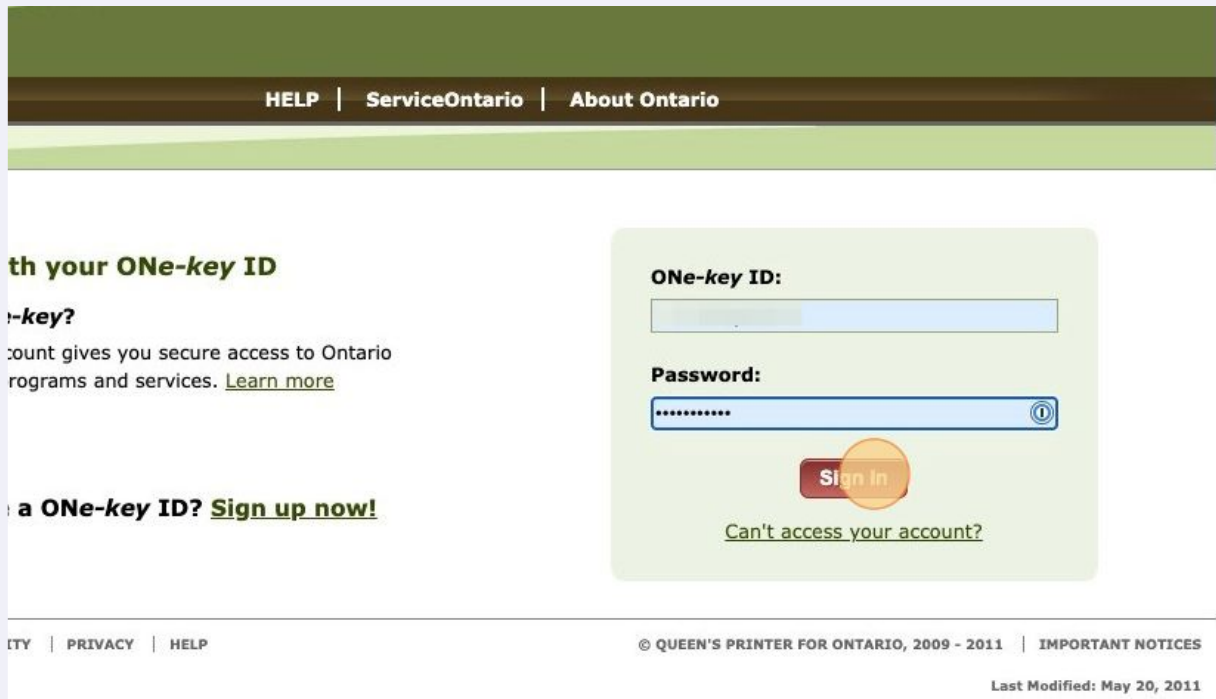 HELP | ServiceOntario | About Ontario
th your ONe-key ID
-key?
count gives you secure access to Ontario
rograms and services. Learn more
a ONe-key ID? Sign up now!
ONe-key ID:
Password:
•••••••••••
Sign In
Can't access your account?
ITY | PRIVACY | HELP
© QUEEN'S PRINTER FOR ONTARIO, 2009 - 2011 | IMPORTANT NOTICES
Last Modified: May 20, 2011